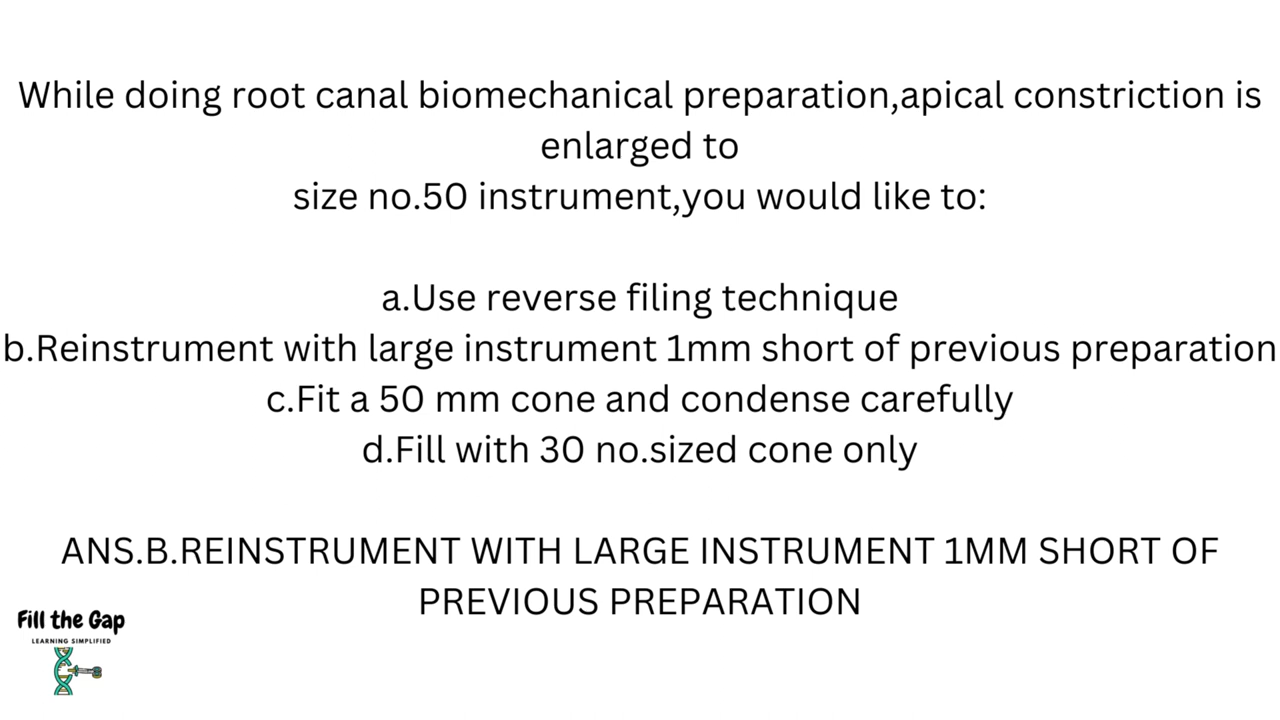 While doing root canal biomechanical preparation,apical constriction is
enlarged to
size no.50 instrument,you would like to:
a.Use reverse filing technique
b.Reinstrument with large instrument 1mm short of previous preparation
c.Fit a 50 mm cone and condense carefully
d.Fill with 30 no.sized cone only
ANS.B.REINSTRUMENT WITH LARGE INSTRUMENT 1MM SHORT OF
PREVIOUS PREPARATION
Fill the Gap
LEARNING SIMPLIFIED